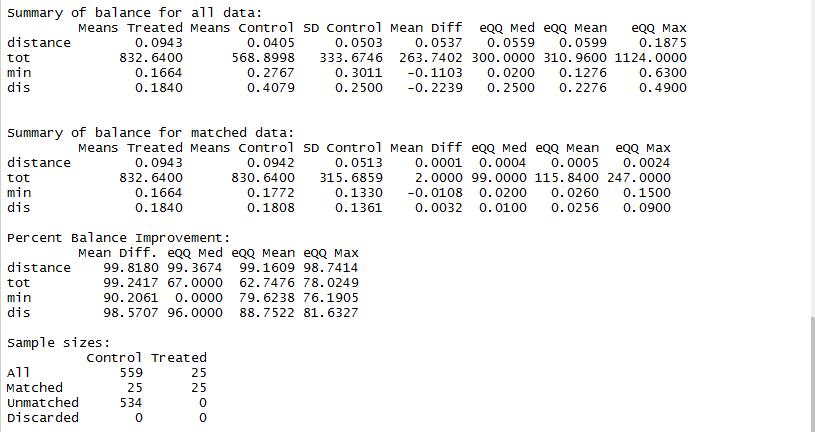 Summary of balance for all data:
Means Treated Means Control SD Control Mean Diff eQQ Med eQQ Mean eQQ Max
distance 0.0943 0.0405 0.0503 0.0537 0.0559 0.0599 0.1875
tot 832.6400 568.8998 333.6746 263.7402 300.0000 310.9600 1124.0000
min 0.1664 0.2767 0.3011 -0.1103 0.0200 0.1276 0.6300
dis 0.1840 0.4079 0.2500 -0.2239 0.2500 0.2276 0.4900
Summary of balance for matched data:
Means Treated Means Control SD Control Mean Diff eQQ Med eQQ Mean eQQ Max
distance 0.0943 0.0942 0.0513 0.0001 0.0004 0.0005 0.0024
tot 832.6400 830.6400 315.6859 2.0000 99.0000 115.8400 247.0000
min 0.1664 0.1772 0.1330 -0.0108 0.0200 0.0260 0.1500
dis 0.1840 0.1808 0.1361 0.0032 0.0100 0.0256 0.0900
Percent Balance Improvement:
Mean Diff. eQQ Med eQQ Mean eQQ Max
distance 99.8180 99.3674 99.1609 98.7414
tot 99.2417 67.0000 62.7476 78.0249
min 90.2061 0.0000 79.6238 76.1905
dis 98.5707 96.0000 88.7522 81.6327
Sample sizes:
Control Treated
All 559 25
Matched 25 25
Unmatched 534 0
Discarded 0 0